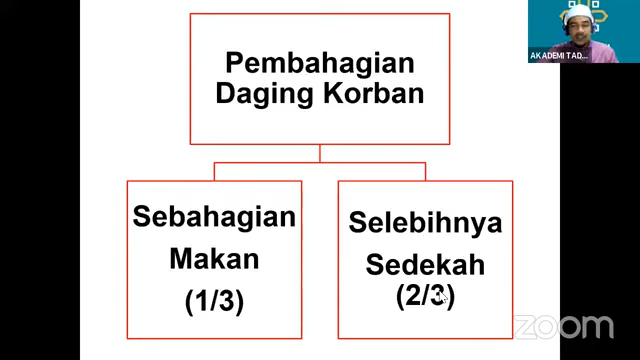 Pembahagian
Daging Korban
Sebahagian
Makan
(1/3)
Selebihnya
Sedekah
(2/3)
AKADEMI TAD...
zoom